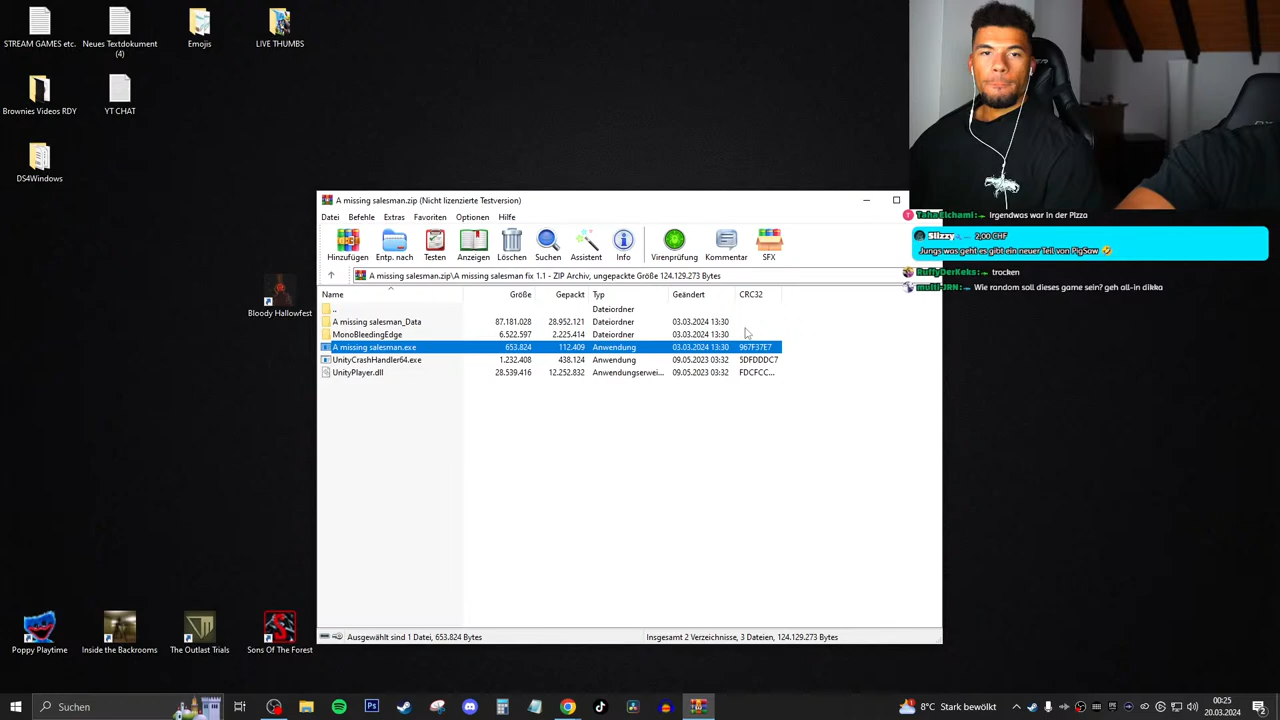 STREAM GAMES etc.
Neues Textdokument (4)
Emojis
LIVE THUMBS
Brownies Videos RDY
YT CHAT
DS4Windows
Bloody Hallowfest
A missing salesman.zip (Nicht lizenzierte Testversion)
Datei Befehle Extras Favoriten Optionen Hilfe
Hinzufügen Entp. nach Testen Anzeigen Löschen Suchen Assistent Info Virenprüfung Kommentar SFX
A missing salesman.zip\A missing salesman fix 1.1 - ZIP Archiv, ungepackte Größe 124.129.273 Bytes
Name Größe Gepackt Typ Geändert CRC32
.. Dateiordner
A missing salesman_Data 87.181.028 28.952.121 Dateiordner 03.03.2024 13:30
MonoBleedingEdge 6.522.597 2.225.414 Dateiordner 03.03.2024 13:30
A missing salesman.exe 653.824 112.409 Anwendung 03.03.2024 13:30 967F37E7
UnityCrashHandler64.exe 1.232.408 438.124 Anwendung 09.05.2023 03:32 5DFDDDC7
UnityPlayer.dll 28.539.416 12.252.832 Anwendungserwei... 09.05.2023 03:32 FDCFCC...
Ausgewählt sind 1 Datei, 653.824 Bytes
Insgesamt 2 Verzeichnisse, 3 Dateien, 124.129.273 Bytes
Taha Elchami: Irgendwas war in der Pizza
Slizzy 2,00 CHF
Jungs was geht es gibt ein neuer Teil von PigSaw 🤣
RuffyDerKeks: trocken
multi-JRN: Wie random soll dieses game sein? geh all-in dikka
Poppy Playtime
Inside the Backrooms
The Outlast Trials
Sons Of The Forest
Suchen
8°C Stark bewölkt
00:25
20.03.2024